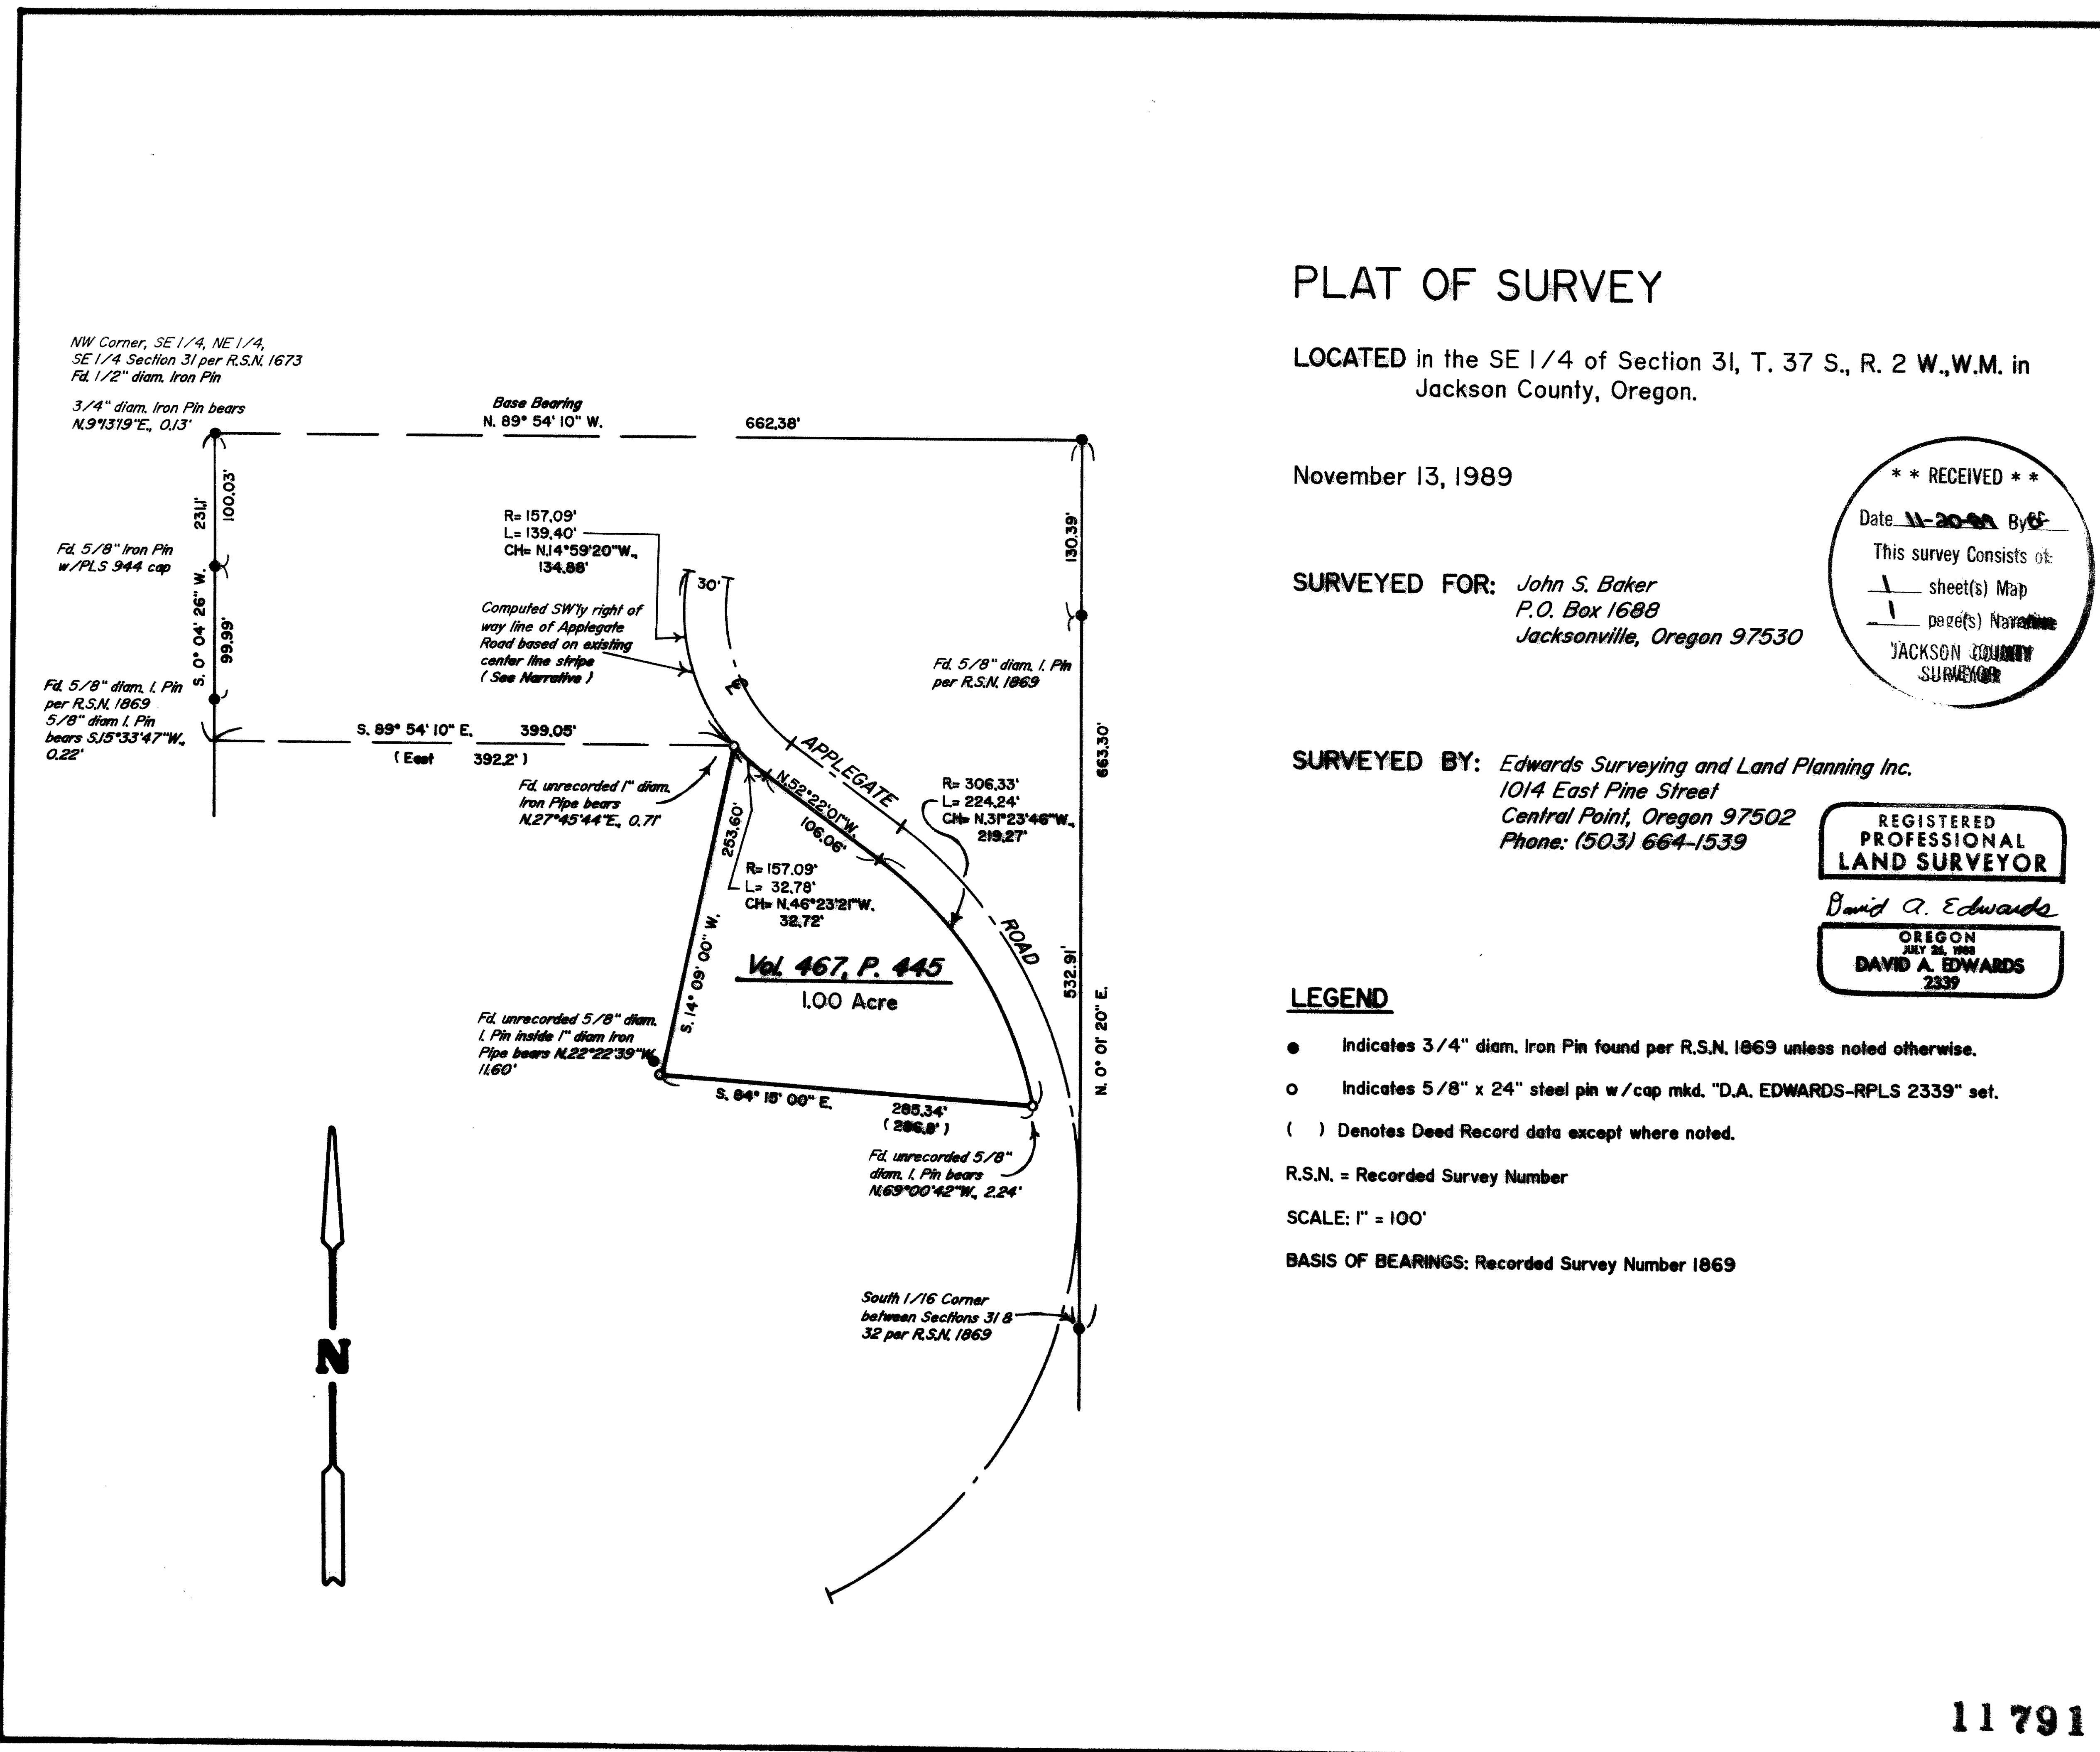 PLAT OF SURVEY
LOCATED in the SE 1/4 of Section 31, T. 37 S., R. 2 W.,W.M. in
Jackson County, Oregon.
November 13, 1989
SURVEYED FOR: John S. Baker
P.O. Box 1688
Jacksonville, Oregon 97530
SURVEYED BY: Edwards Surveying and Land Planning Inc.
1014 East Pine Street
Central Point, Oregon 97502
Phone: (503) 664-1539
* * RECEIVED * *
Date 11-20-89 By
This survey Consists of:
1 sheet(s) Map
1 page(s) Narrative
JACKSON COUNTY
SURVEYOR
REGISTERED
PROFESSIONAL
LAND SURVEYOR
David A. Edwards
OREGON
DAVID A. EDWARDS
2339
LEGEND
Indicates 3/4" diam. Iron Pin found per R.S.N. 1869 unless noted otherwise.
Indicates 5/8" x 24" steel pin w/cap mkd. "D.A. EDWARDS-RPLS 2339" set.
( ) Denotes Deed Record data except where noted.
R.S.N. = Recorded Survey Number
SCALE: 1" = 100'
BASIS OF BEARINGS: Recorded Survey Number 1869
NW Corner, SE 1/4, NE 1/4,
SE 1/4 Section 31 per R.S.N. 1673
Fd. 1/2" diam. Iron Pin
3/4" diam. Iron Pin bears
N.9°13'19"E., 0.13'
Base Bearing
N. 89° 54' 10" W. 662.38'
231.1'
100.03'
Fd. 5/8" Iron Pin
w/PLS 944 cap
S. 0° 04' 26" W.
99.99'
Fd. 5/8" diam. I. Pin
per R.S.N. 1869
5/8" diam I. Pin
bears S.15°33'47"W.,
0.22'
R= 157.09'
L= 139.40'
CH= N.14°59'20"W.,
134.88'
30'
Computed SW'ly right of
way line of Applegate
Road based on existing
center line stripe
( See Narrative )
130.39'
Fd. 5/8" diam. I. Pin
per R.S.N. 1869
663.30'
S. 89° 54' 10" E. 399.05'
( East 392.2' )
Fd. unrecorded 1" diam.
Iron Pipe bears
N.27°45'44"E., 0.71'
APPLEGATE
ROAD
N.52°22'01"W.
106.06'
R= 306.33'
L= 224.24'
CH= N.31°23'46"W.,
219.27'
253.60'
R= 157.09'
L= 32.78'
CH= N.46°23'21"W.
32.72'
S. 14° 09' 00" W.
Vol. 467, P. 445
1.00 Acre
532.91'
N. 0° 01' 20" E.
Fd. unrecorded 5/8" diam.
I. Pin inside 1" diam Iron
Pipe bears N.22°22'39"W.
11.60'
S. 84° 15' 00" E. 285.34'
( 286.8' )
Fd. unrecorded 5/8"
diam. I. Pin bears
N.69°00'42"W., 2.24'
South 1/16 Corner
between Sections 31 &
32 per R.S.N. 1869
N
11791